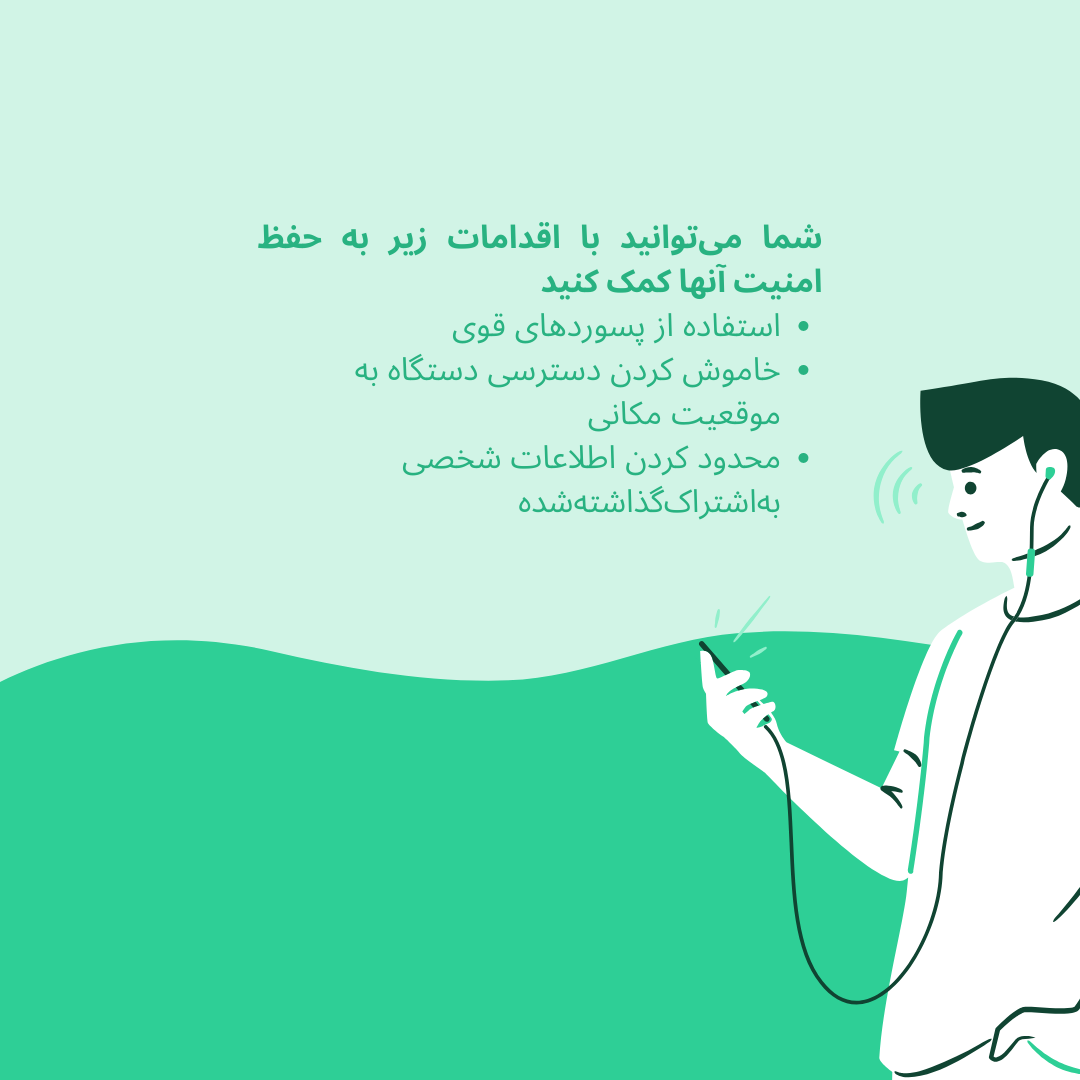 شما می‌توانید با اقدامات زیر به حفظ
امنیت آنها کمک کنید
• استفاده از پسوردهای قوی
• خاموش کردن دسترسی دستگاه به
موقعیت مکانی
• محدود کردن اطلاعات شخصی
به‌اشتراک‌گذاشته‌شده